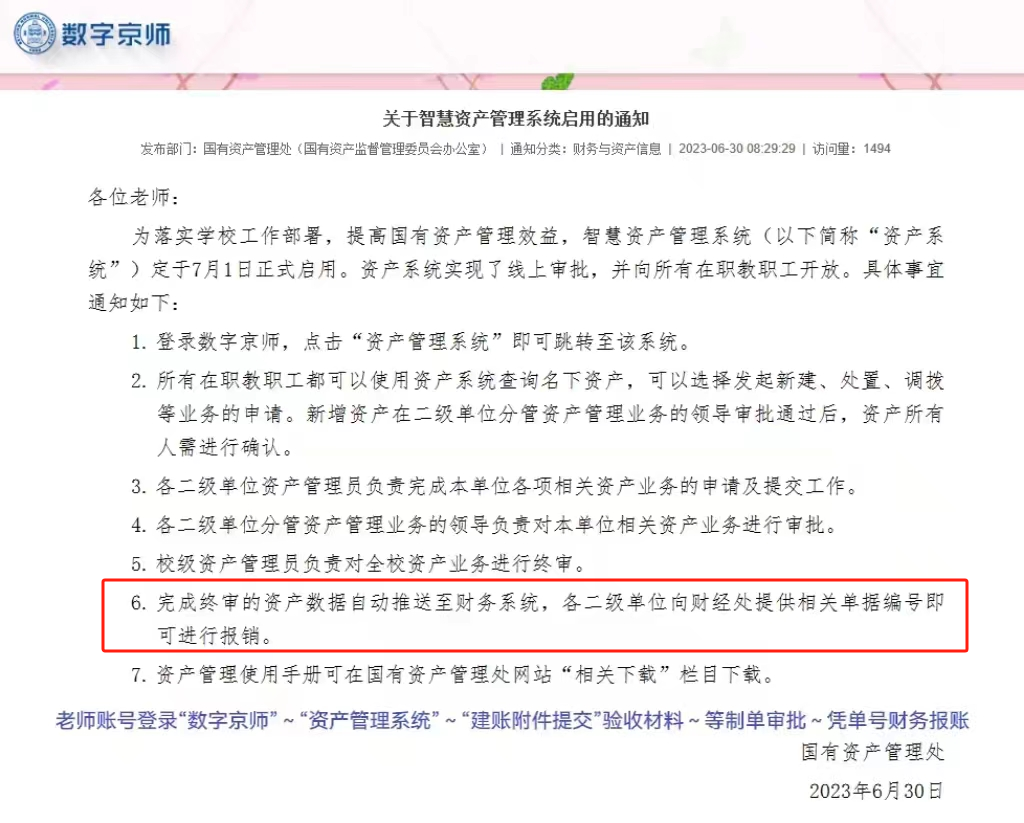 数字京师
关于智慧资产管理系统启用的通知
发布部门：国有资产管理处（国有资产监督管理委员会办公室） | 通知分类：财务与资产信息 | 2023-06-30 08:29:29 | 访问量：1494
各位老师：
为落实学校工作部署，提高国有资产管理效益，智慧资产管理系统（以下简称“资产系
统”）定于7月1日正式启用。资产系统实现了线上审批，并向所有在职教职工开放。具体事宜
通知如下：
1. 登录数字京师，点击“资产管理系统”即可跳转至该系统。
2. 所有在职教职工都可以使用资产系统查询名下资产，可以选择发起新建、处置、调拨
等业务的申请。新增资产在二级单位分管资产管理业务的领导审批通过后，资产所有
人需进行确认。
3. 各二级单位资产管理员负责完成本单位各项相关资产业务的申请及提交工作。
4. 各二级单位分管资产管理业务的领导负责对本单位相关资产业务进行审批。
5. 校级资产管理员负责对全校资产业务进行终审。
6. 完成终审的资产数据自动推送至财务系统，各二级单位向财经处提供相关单据编号即
可进行报销。
7. 资产管理使用手册可在国有资产管理处网站“相关下载”栏目下载。
老师账号登录“数字京师”~“资产管理系统”~“建账附件提交”验收材料~等制单审批~凭单号财务报账
国有资产管理处
2023年6月30日